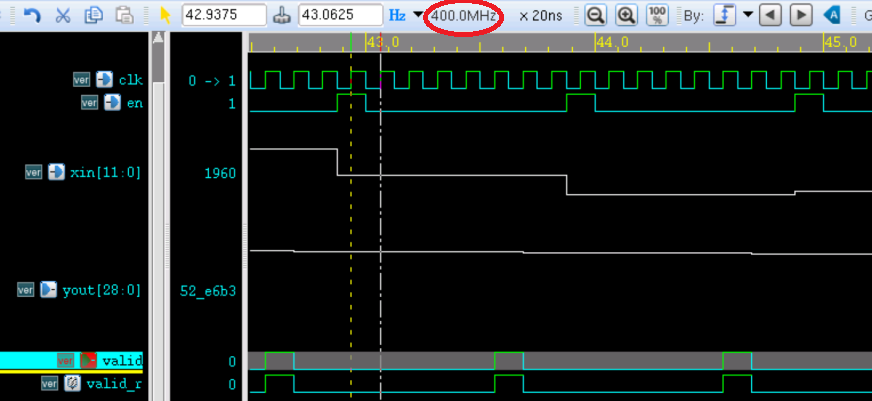 42.9375 43.0625 Hz 400.0MHz x 20ns 100 % By: G
43.0 44.0 45.0
ver clk 0 -> 1
ver en 1
ver xin[11:0] 1960
ver yout[28:0] 52_e6b3
ver valid 0
ver valid_r 0